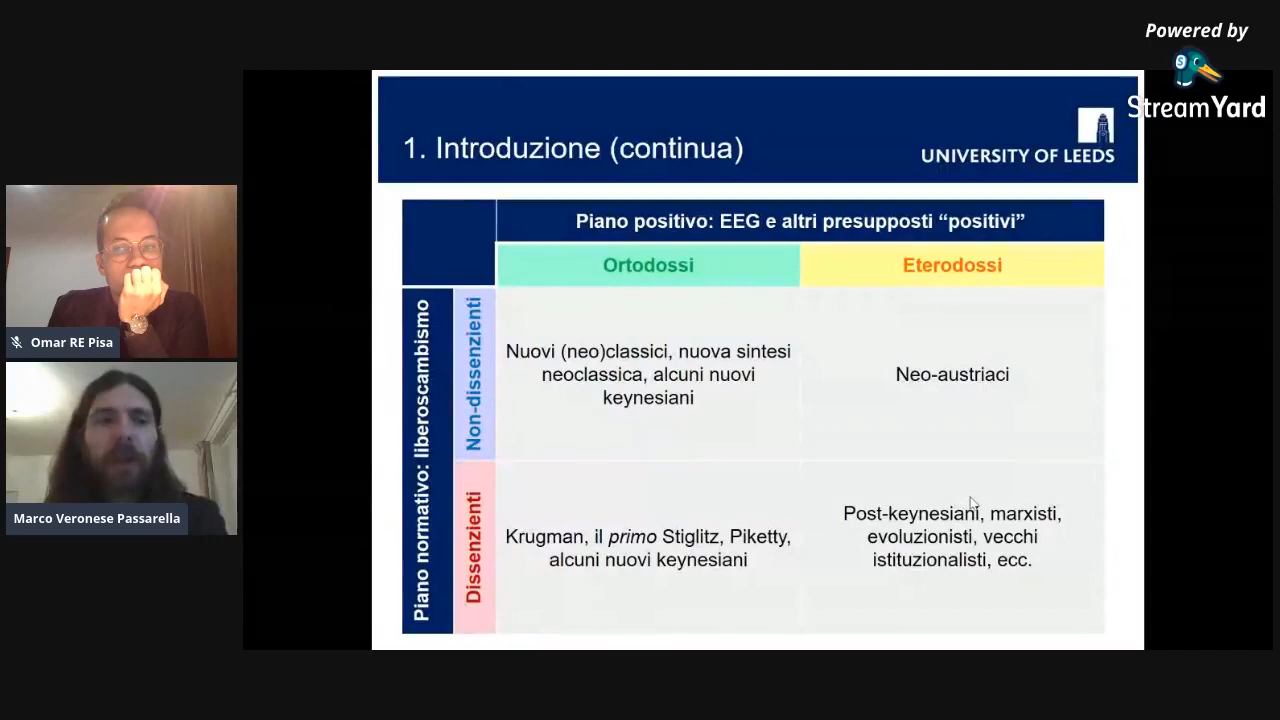 Powered by
StreamYard
1. Introduzione (continua)
UNIVERSITY OF LEEDS
Piano positivo: EEG e altri presupposti “positivi”
Ortodossi
Eterodossi
Piano normativo: liberoscambismo
Non-dissenzienti
Nuovi (neo)classici, nuova sintesi
neoclassica, alcuni nuovi
keynesiani
Neo-austriaci
Dissenzienti
Krugman, il primo Stiglitz, Piketty,
alcuni nuovi keynesiani
Post-keynesiani, marxisti,
evoluzionisti, vecchi
istituzionalisti, ecc.
Omar RE Pisa
Marco Veronese Passarella